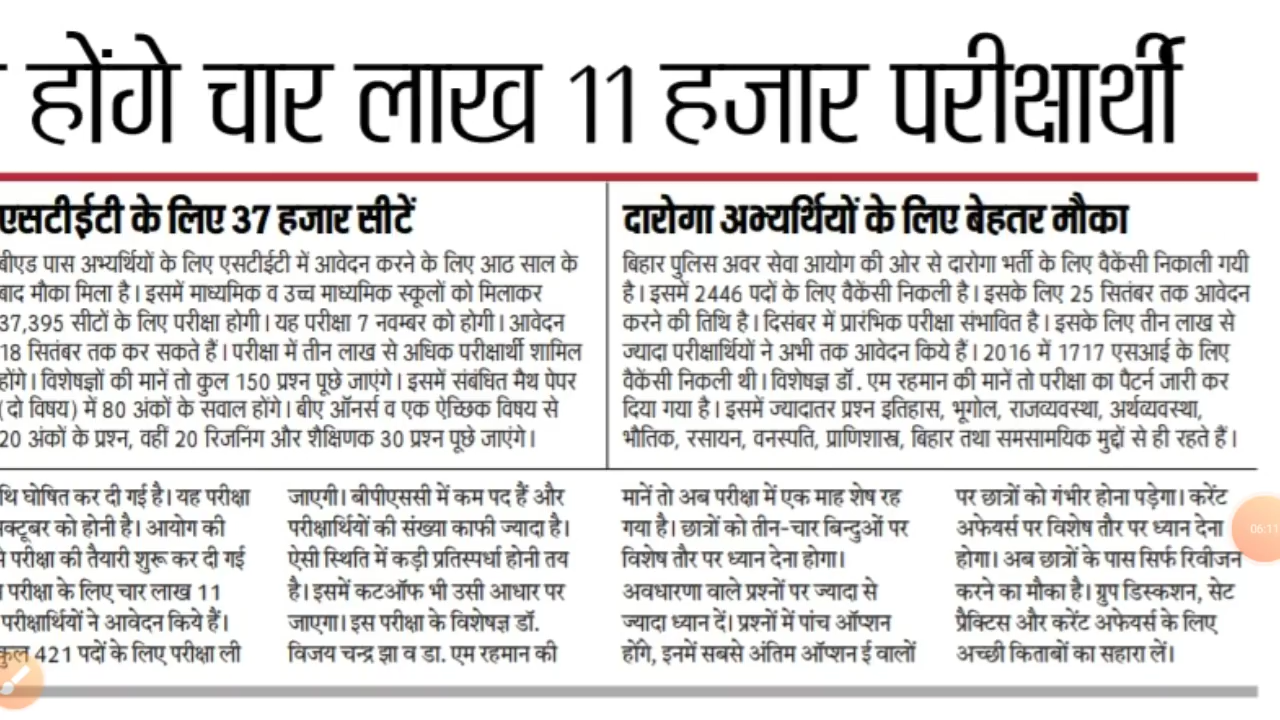 होंगे चार लाख 11 हजार परीक्षार्थी
एसटीईटी के लिए 37 हजार सीटें
बीएड पास अभ्यर्थियों के लिए एसटीईटी में आवेदन करने के लिए आठ साल के
बाद मौका मिला है। इसमें माध्यमिक व उच्च माध्यमिक स्कूलों को मिलाकर
37,395 सीटों के लिए परीक्षा होगी। यह परीक्षा 7 नवम्बर को होगी। आवेदन
18 सितंबर तक कर सकते हैं। परीक्षा में तीन लाख से अधिक परीक्षार्थी शामिल
होंगे। विशेषज्ञों की मानें तो कुल 150 प्रश्न पूछे जाएंगे। इसमें संबंधित मैथ पेपर
(दो विषय) में 80 अंकों के सवाल होंगे। बीए ऑनर्स व एक ऐच्छिक विषय से
20 अंकों के प्रश्न, वहीं 20 रिजनिंग और शैक्षिणक 30 प्रश्न पूछे जाएंगे।
दारोगा अभ्यर्थियों के लिए बेहतर मौका
बिहार पुलिस अवर सेवा आयोग की ओर से दारोगा भर्ती के लिए वैकेंसी निकाली गयी
है। इसमें 2446 पदों के लिए वैकेंसी निकली है। इसके लिए 25 सितंबर तक आवेदन
करने की तिथि है। दिसंबर में प्रारंभिक परीक्षा संभावित है। इसके लिए तीन लाख से
ज्यादा परीक्षार्थियों ने अभी तक आवेदन किये हैं। 2016 में 1717 एसआई के लिए
वैकेंसी निकली थी। विशेषज्ञ डॉ. एम रहमान की मानें तो परीक्षा का पैटर्न जारी कर
दिया गया है। इसमें ज्यादातर प्रश्न इतिहास, भूगोल, राजव्यवस्था, अर्थव्यवस्था,
भौतिक, रसायन, वनस्पति, प्राणिशास्त्र, बिहार तथा समसामयिक मुद्दों से ही रहते हैं।
घोषित कर दी गई है। यह परीक्षा
को होनी है। आयोग की
परीक्षा की तैयारी शुरू कर दी गई
परीक्षा के लिए चार लाख 11
परीक्षार्थियों ने आवेदन किये हैं।
कुल 421 पदों के लिए परीक्षा ली
जाएगी। बीपीएससी में कम पद हैं और
परीक्षार्थियों की संख्या काफी ज्यादा है।
ऐसी स्थिति में कड़ी प्रतिस्पर्धा होनी तय
है। इसमें कटऑफ भी उसी आधार पर
जाएगा। इस परीक्षा के विशेषज्ञ डॉ.
विजय चन्द्र झा व डा. एम रहमान की
मानें तो अब परीक्षा में एक माह शेष रह
गया है। छात्रों को तीन-चार बिन्दुओं पर
विशेष तौर पर ध्यान देना होगा।
अवधारणा वाले प्रश्नों पर ज्यादा से
ज्यादा ध्यान दें। प्रश्नों में पांच ऑप्शन
होंगे, इनमें सबसे अंतिम ऑप्शन ई वालों
पर छात्रों को गंभीर होना पड़ेगा। करेंट
अफेयर्स पर विशेष तौर पर ध्यान देना
होगा। अब छात्रों के पास सिर्फ रिवीजन
करने का मौका है। ग्रुप डिस्कशन, सेट
प्रैक्टिस और करेंट अफेयर्स के लिए
अच्छी किताबों का सहारा लें।
06:11